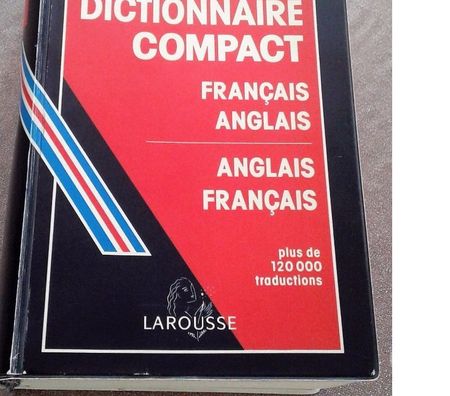 DICTIONNAIRE
COMPACT
FRANÇAIS
ANGLAIS
ANGLAIS
FRANÇAIS
plus de
120 000
traductions
LAROUSSE